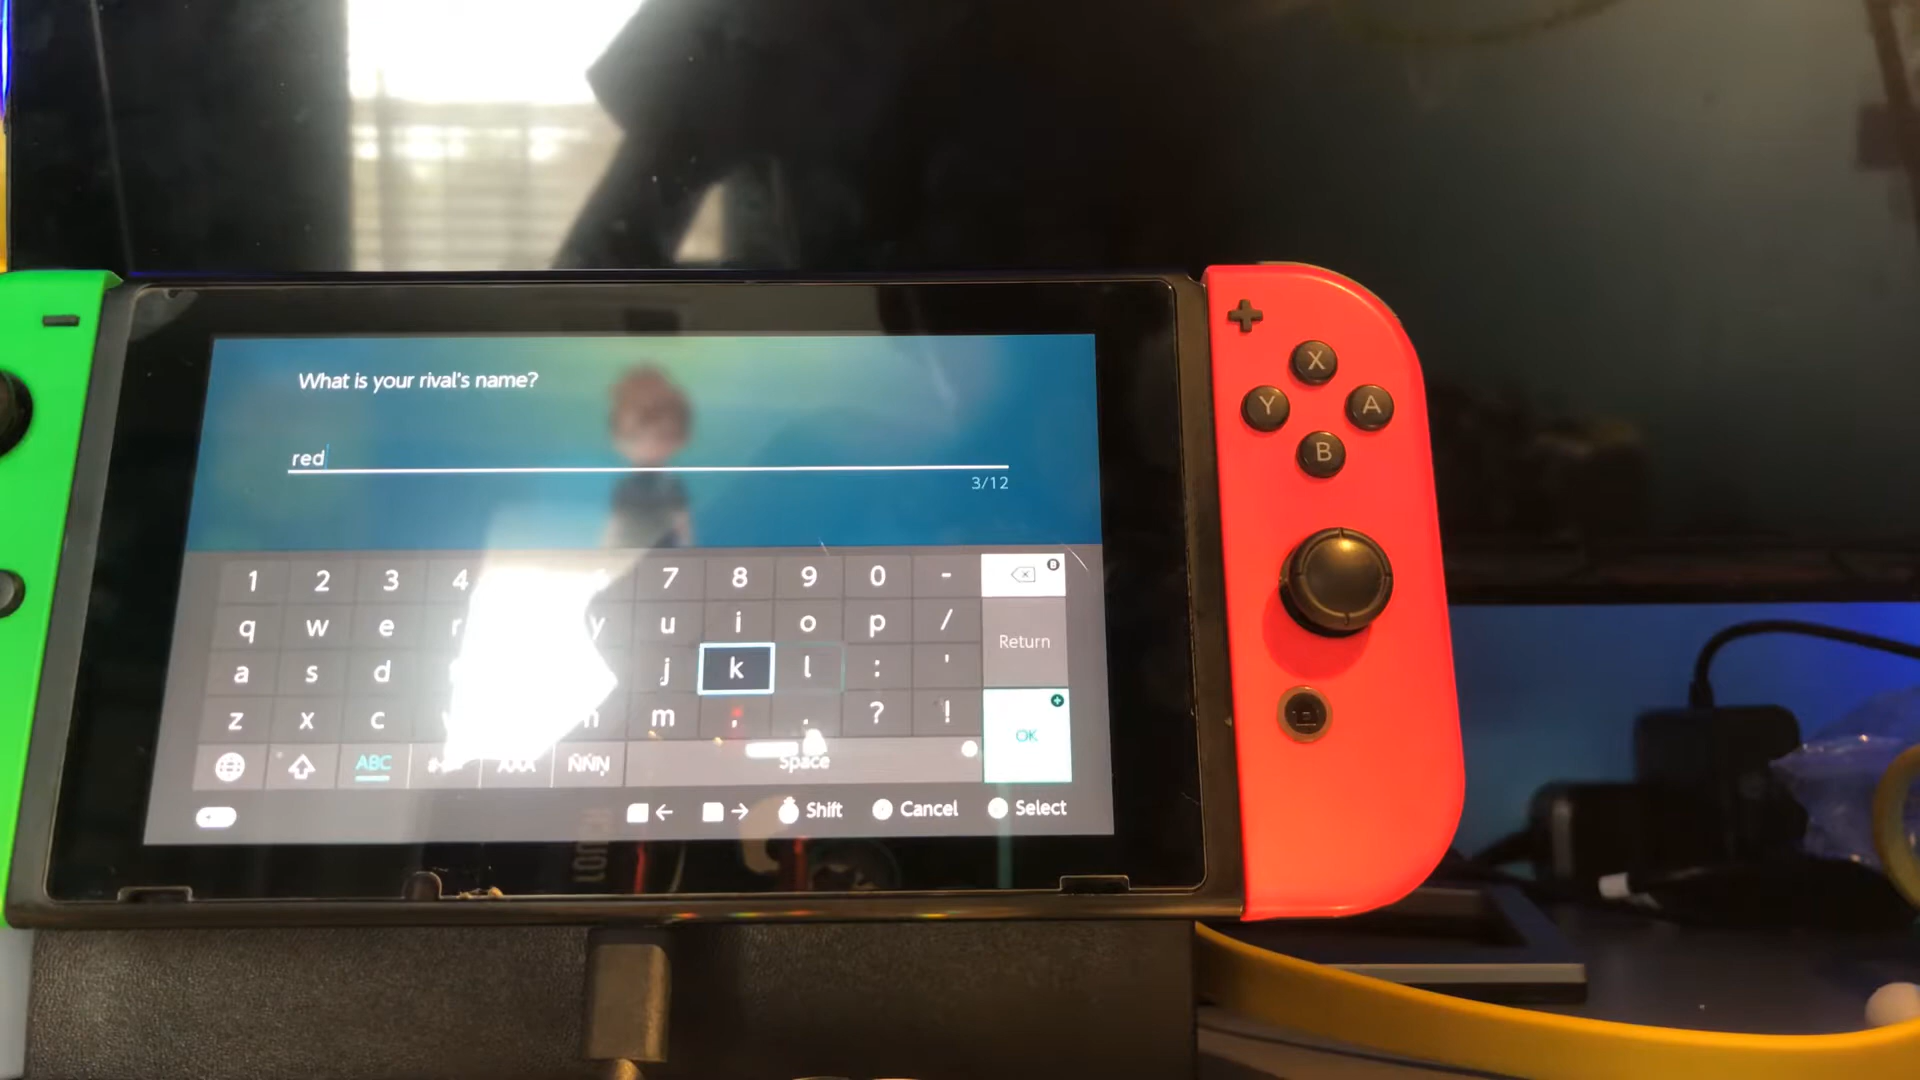 What is your rival's name?
red
3/12
1 2 3 4 7 8 9 0 -
q w e r y u i o p /
Return
a s d j k l : '
z x c m , . ? !
OK
ABC
ÑÑŅ
Space
← → Shift Cancel Select
X
Y A
B